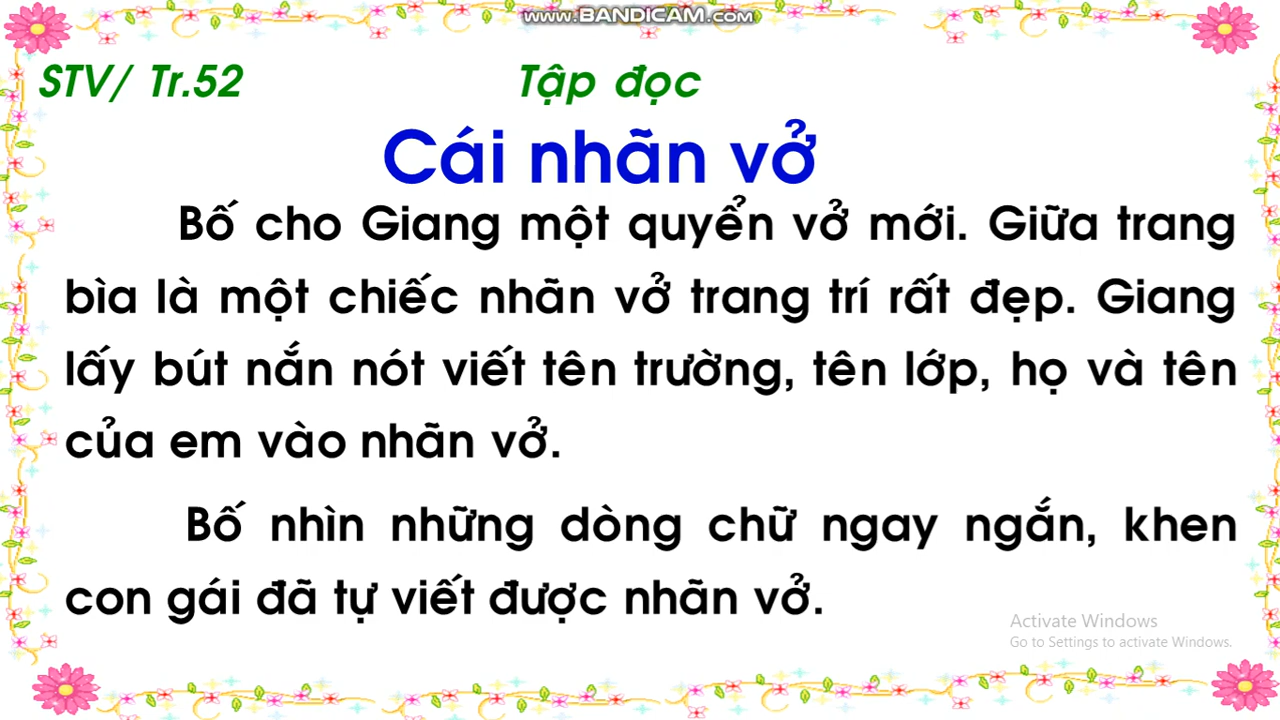 www.BANDICAM.com
STV/ Tr.52
Tập đọc
Cái nhãn vở
Bố cho Giang một quyển vở mới. Giữa trang
bìa là một chiếc nhãn vở trang trí rất đẹp. Giang
lấy bút nắn nót viết tên trường, tên lớp, họ và tên
của em vào nhãn vở.
Bố nhìn những dòng chữ ngay ngắn, khen
con gái đã tự viết được nhãn vở.
Activate Windows
Go to Settings to activate Windows.